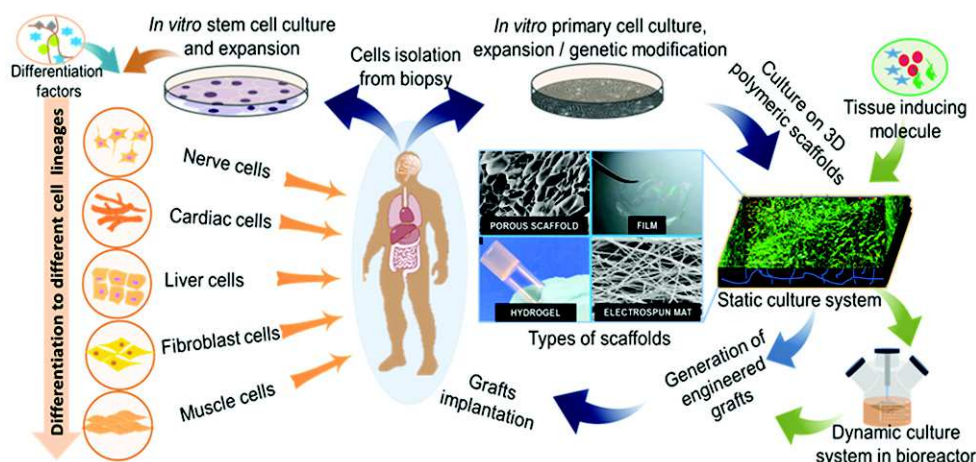 Differentiation
factors
In vitro stem cell culture
and expansion
Cells isolation
from biopsy
In vitro primary cell culture,
expansion / genetic modification
Culture on 3D
polymeric scaffolds
Tissue inducing
molecule
Differentiation to different cell lineages
Nerve cells
Cardiac cells
Liver cells
Fibroblast cells
Muscle cells
POROUS SCAFFOLD
FILM
HYDROGEL
ELECTROSPUN MAT
Types of scaffolds
Static culture system
Generation of
engineered
grafts
Grafts
implantation
Dynamic culture
system in bioreactor